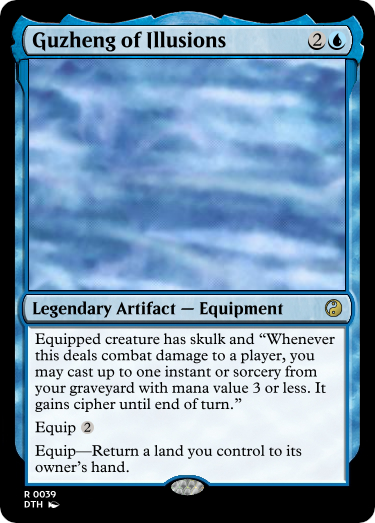 Guzheng of Illusions 2
Legendary Artifact — Equipment
Equipped creature has skulk and “Whenever
this deals combat damage to a player, you
may cast up to one instant or sorcery from
your graveyard with mana value 3 or less. It
gains cipher until end of turn.”
Equip 2
Equip—Return a land you control to its
owner's hand.
R 0039
DTH